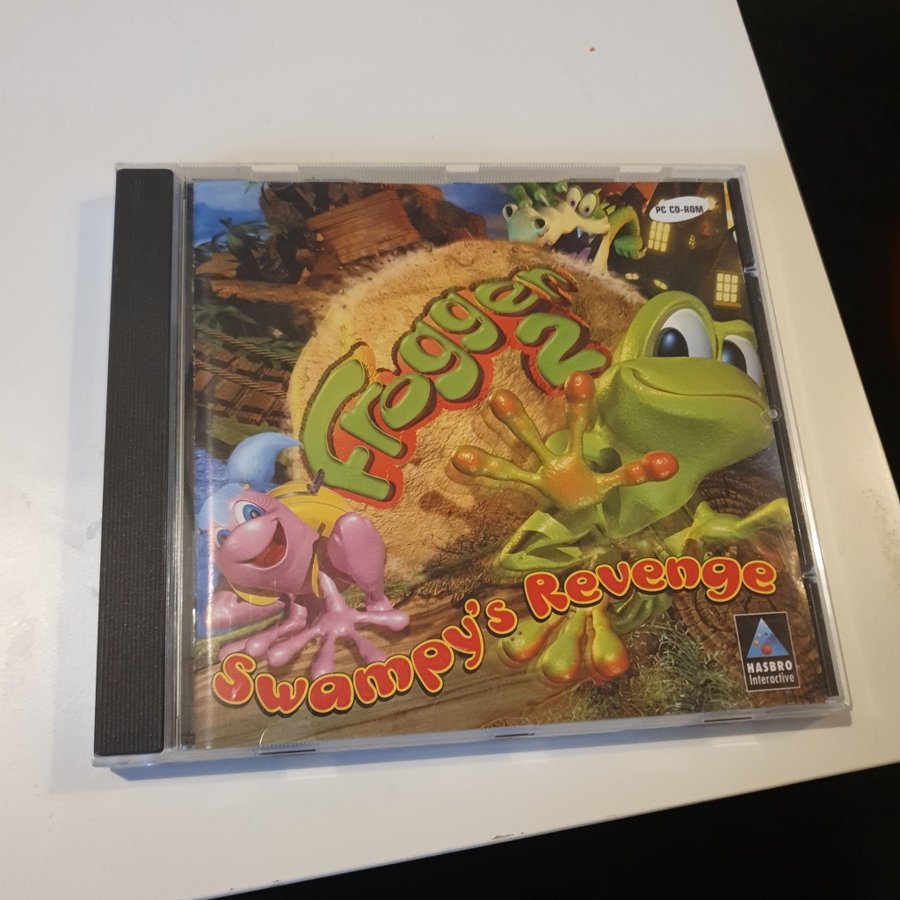 PC CD-ROM
Frogger
2
Swampy's Revenge
HASBRO
Interactive